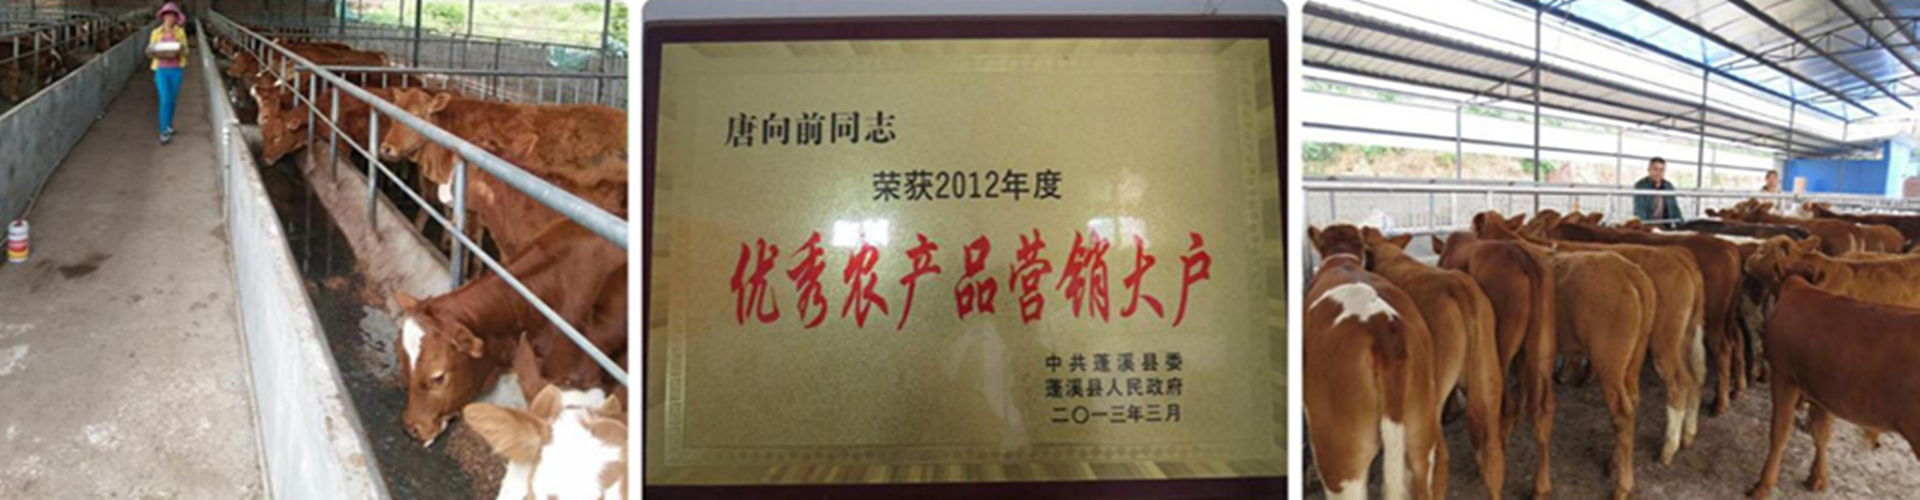 唐向前同志
荣获2012年度
优秀农产品营销大户
中共蓬溪县委
蓬溪县人民政府
二〇一三年三月